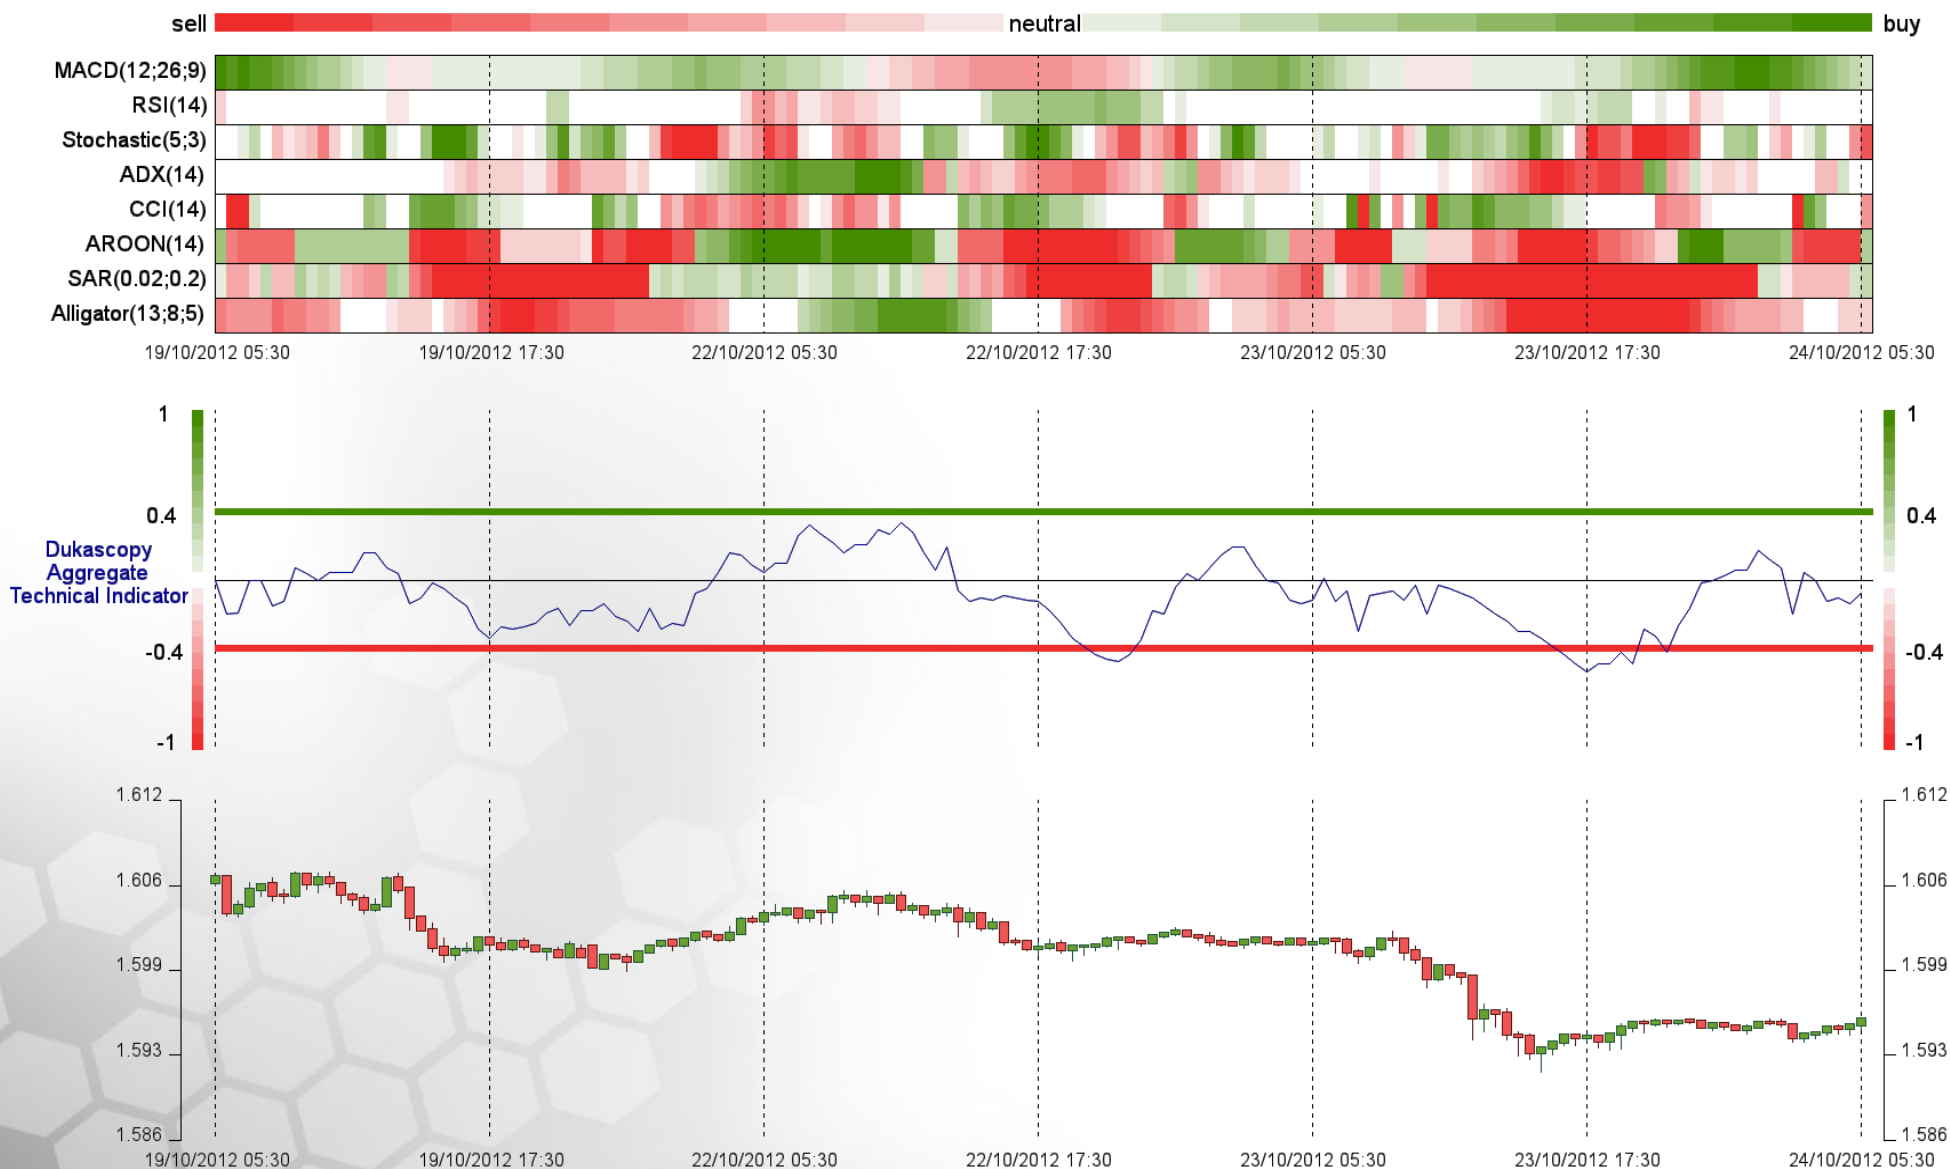 sell neutral buy
MACD(12;26;9)
RSI(14)
Stochastic(5;3)
ADX(14)
CCI(14)
AROON(14)
SAR(0.02;0.2)
Alligator(13;8;5)
19/10/2012 05:30 19/10/2012 17:30 22/10/2012 05:30 22/10/2012 17:30 23/10/2012 05:30 23/10/2012 17:30 24/10/2012 05:30
1 1
0.4 0.4
Dukascopy
Aggregate
Technical Indicator
-0.4 -0.4
-1 -1
1.612 1.612
1.606 1.606
1.599 1.599
1.593 1.593
1.586 1.586
19/10/2012 05:30 19/10/2012 17:30 22/10/2012 05:30 22/10/2012 17:30 23/10/2012 05:30 23/10/2012 17:30 24/10/2012 05:30